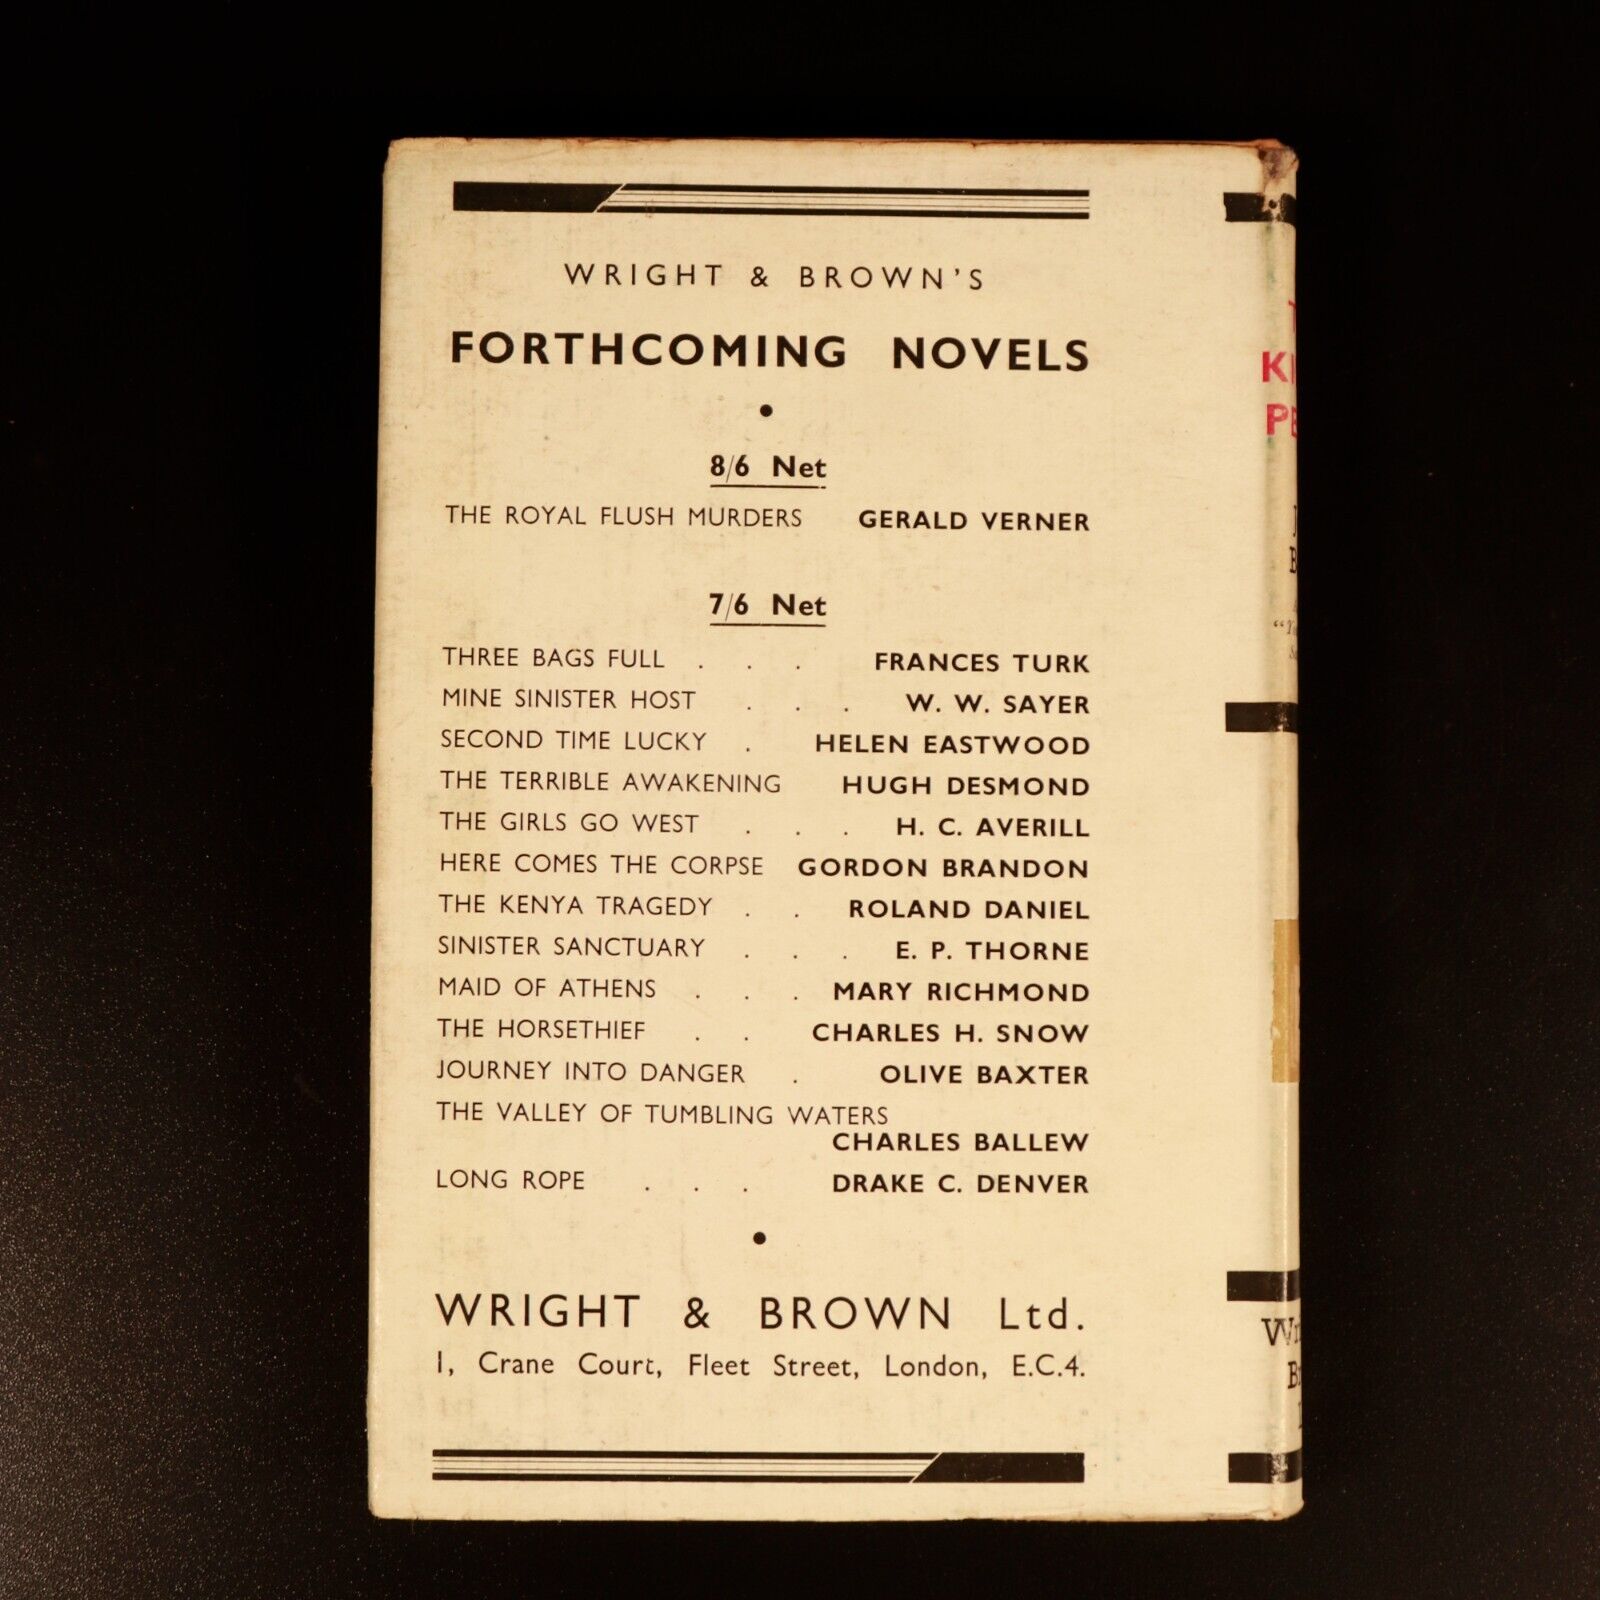 WRIGHT & BROWN'S
FORTHCOMING NOVELS
8/6 Net
THE ROYAL FLUSH MURDERS GERALD VERNER
7/6 Net
THREE BAGS FULL . . . FRANCES TURK
MINE SINISTER HOST . . . W. W. SAYER
SECOND TIME LUCKY . HELEN EASTWOOD
THE TERRIBLE AWAKENING HUGH DESMOND
THE GIRLS GO WEST . . . H. C. AVERILL
HERE COMES THE CORPSE GORDON BRANDON
THE KENYA TRAGEDY . . ROLAND DANIEL
SINISTER SANCTUARY . . . E. P. THORNE
MAID OF ATHENS . . . MARY RICHMOND
THE HORSETHIEF . . CHARLES H. SNOW
JOURNEY INTO DANGER . OLIVE BAXTER
THE VALLEY OF TUMBLING WATERS
CHARLES BALLEW
LONG ROPE . . . DRAKE C. DENVER
WRIGHT & BROWN Ltd.
1, Crane Court, Fleet Street, London, E.C.4.